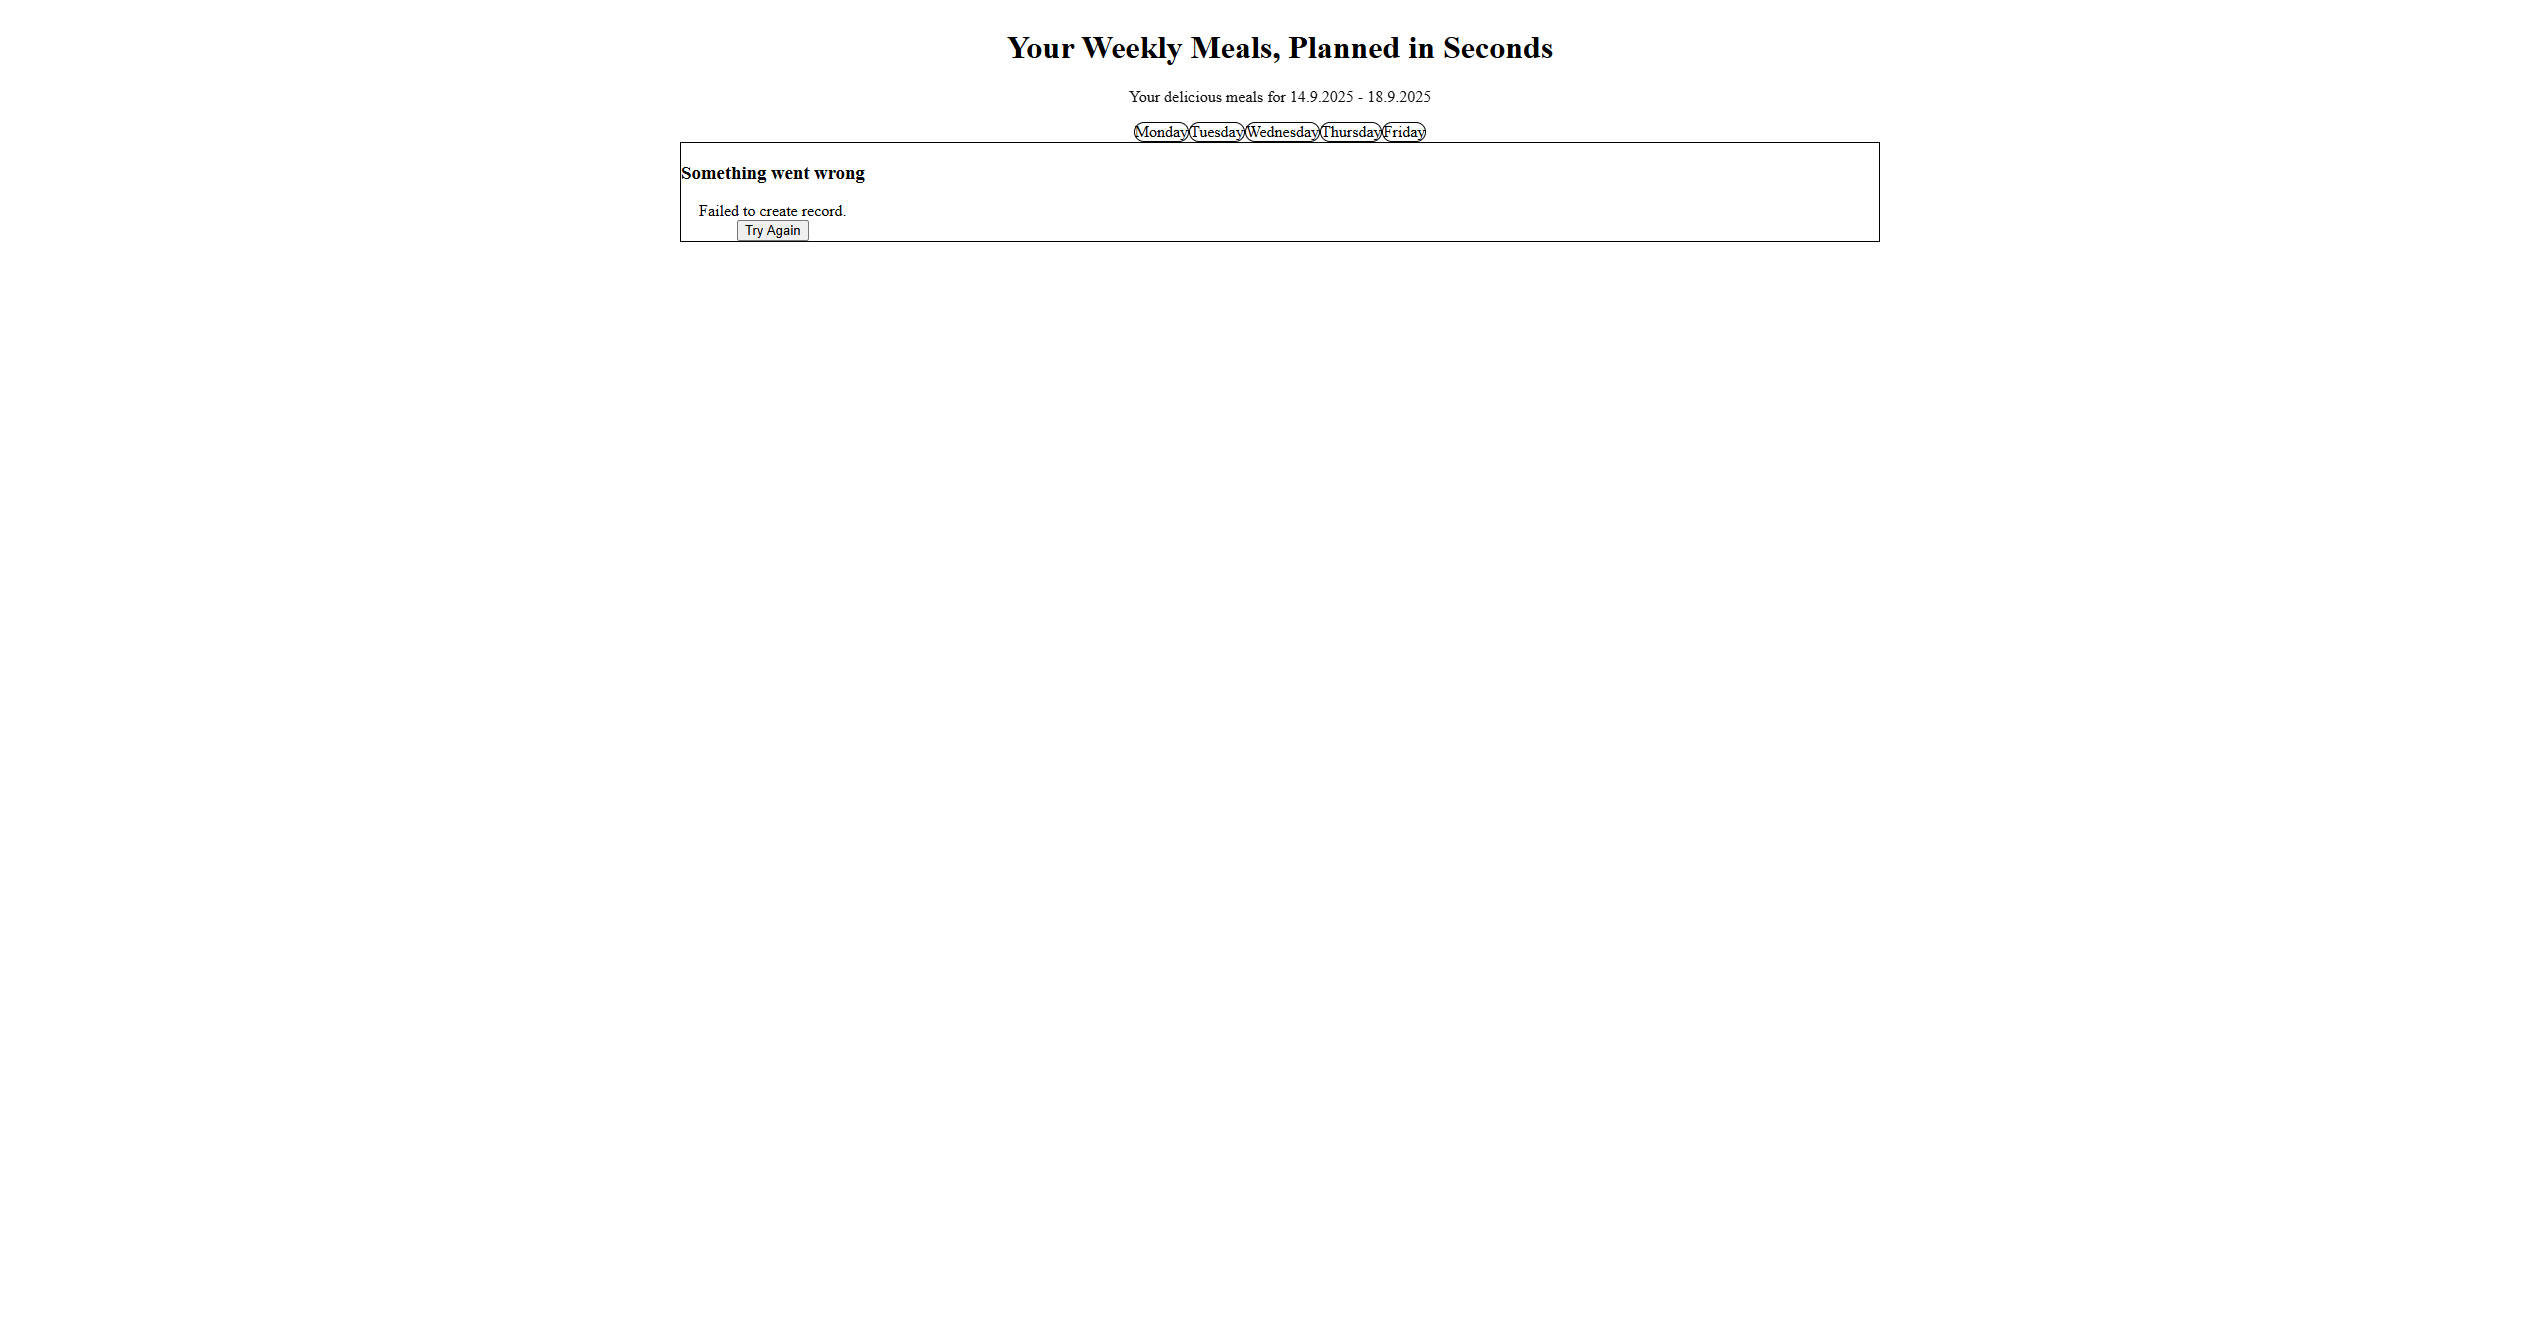 Your Weekly Meals, Planned in Seconds
Your delicious meals for 14.9.2025 - 18.9.2025
Monday Tuesday Wednesday Thursday Friday
Something went wrong
Failed to create record.
Try Again